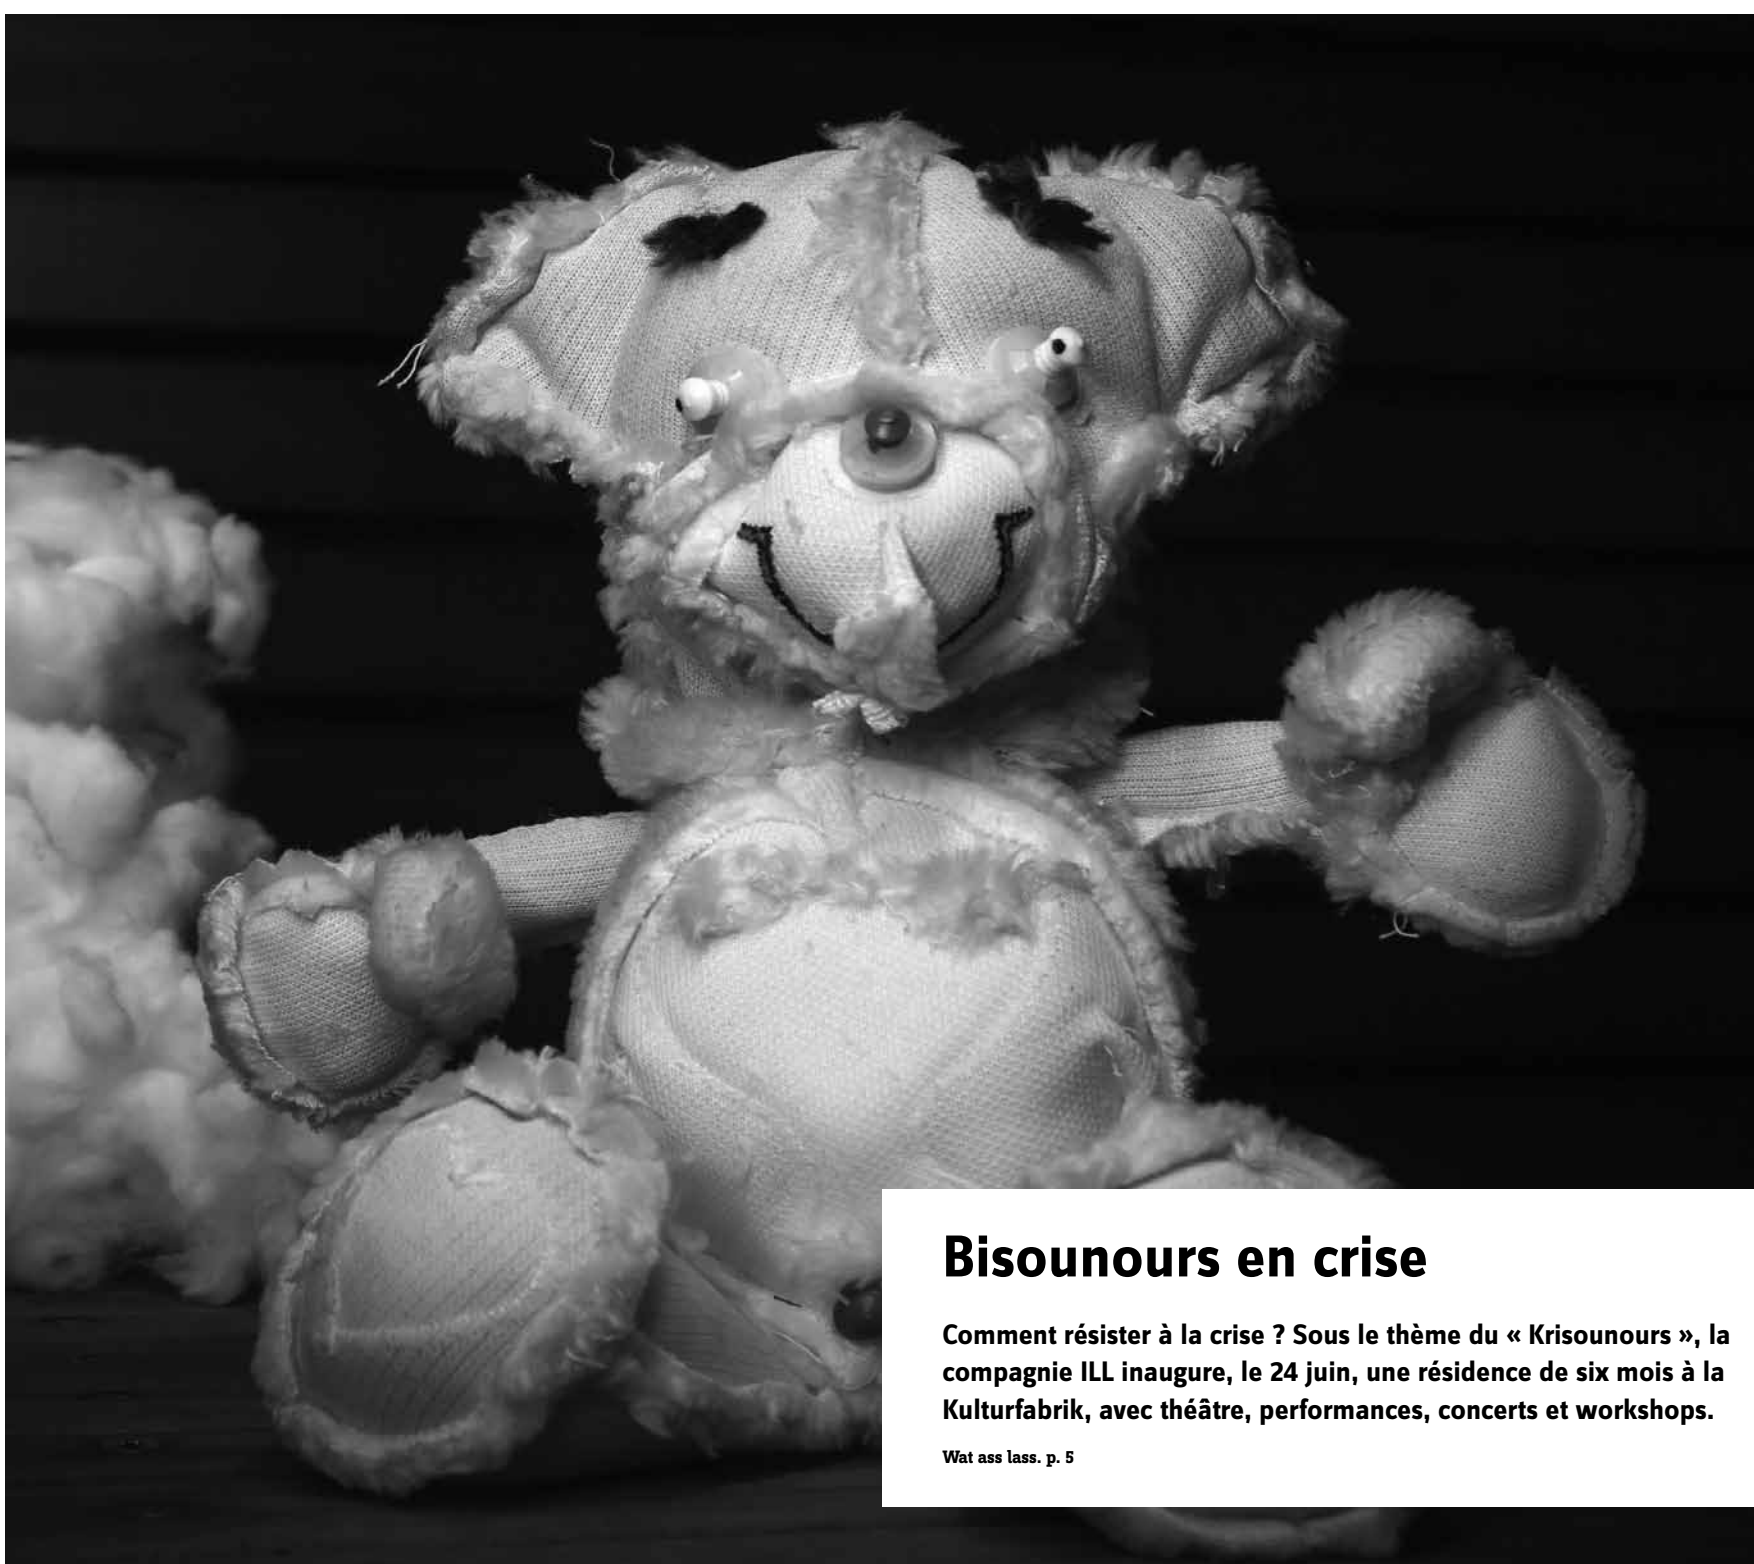 Bisounours en crise
Comment résister à la crise ? Sous le thème du « Krisounours », la
compagnie ILL inaugure, le 24 juin, une résidence de six mois à la
Kulturfabrik, avec théâtre, performances, concerts et workshops.
Wat ass lass. p. 5